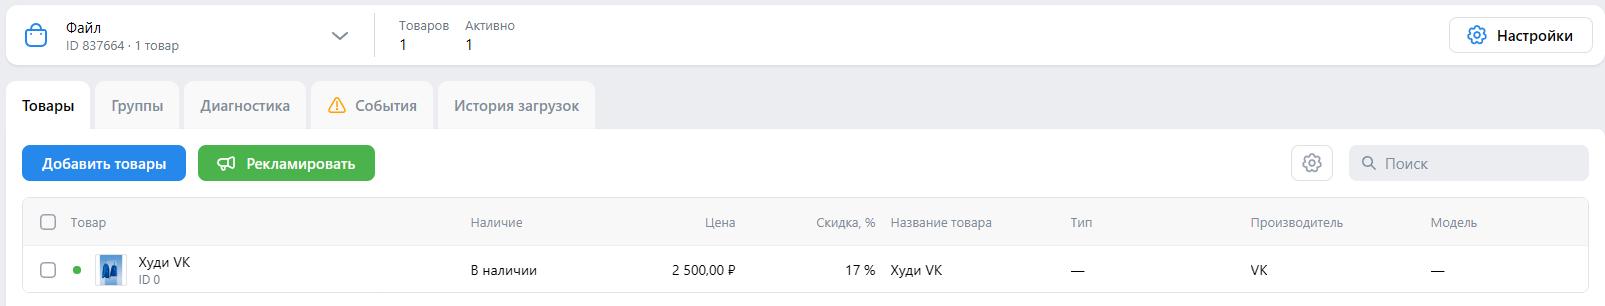 Файл
ID 837664 · 1 товар
Товаров
1
Активно
1
Настройки
Товары
Группы
Диагностика
События
История загрузок
Добавить товары
Рекламировать
Поиск
Товар Наличие Цена Скидка, % Название товара Тип Производитель Модель
Худи VK
ID 0
В наличии 2 500,00 ₽ 17 % Худи VK — VK —